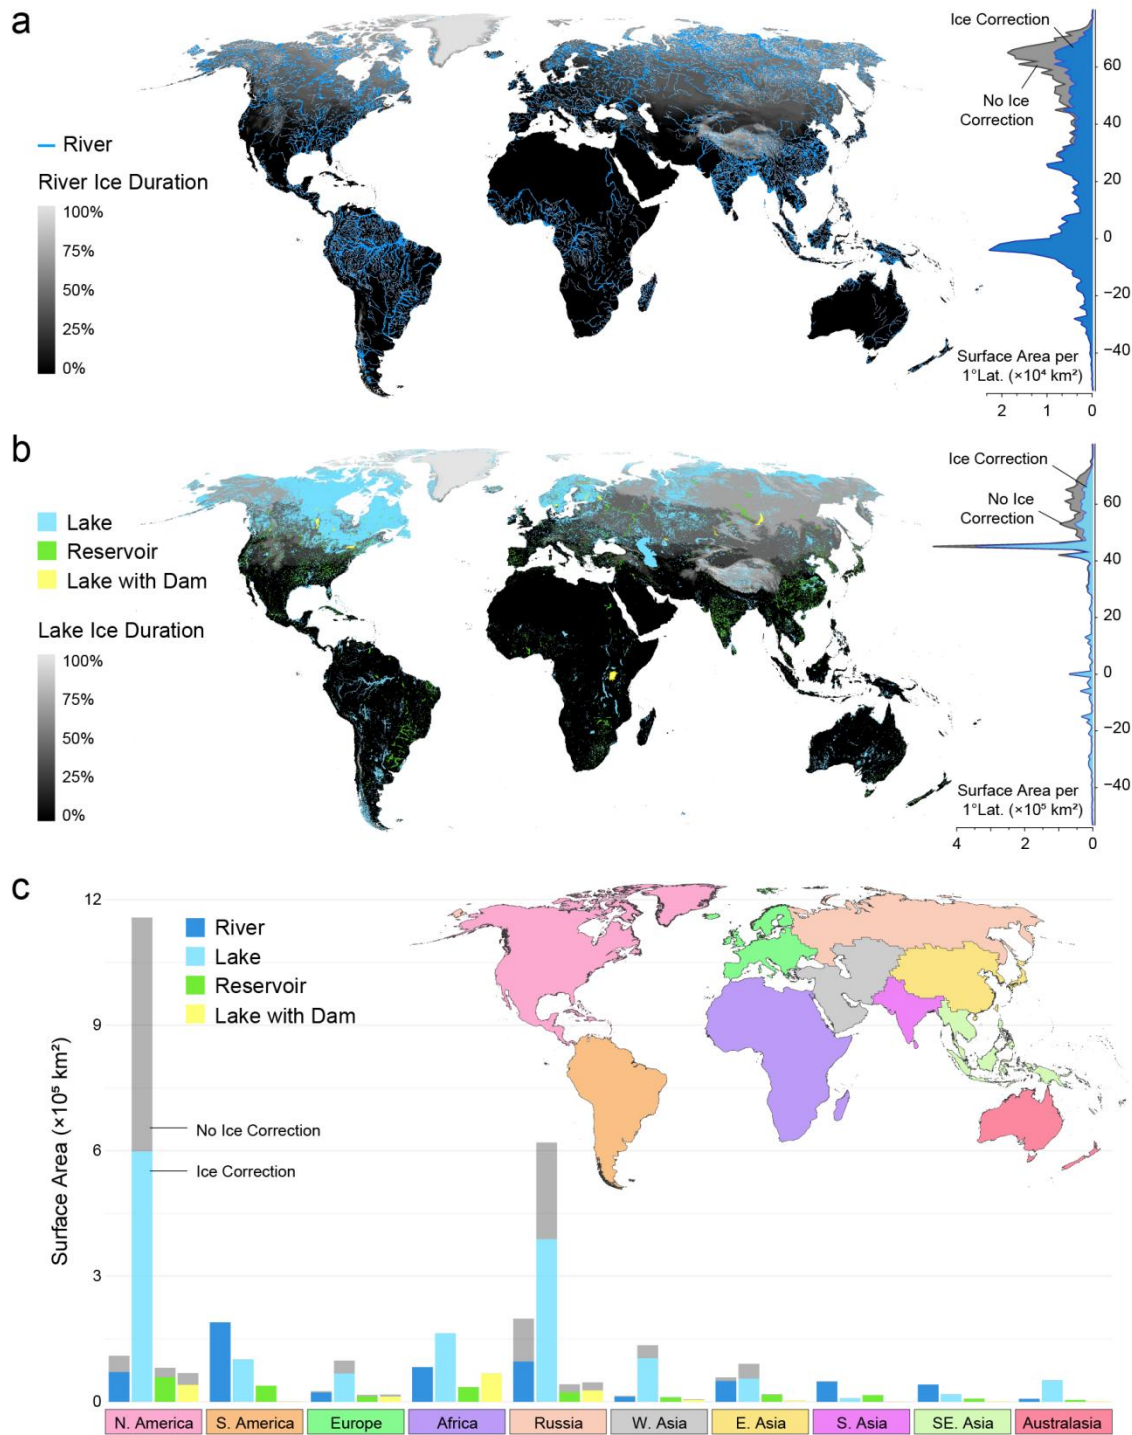 a
River
River Ice Duration
100%
75%
50%
25%
0%
Ice Correction
No Ice
Correction
60
40
20
0
−20
−40
Surface Area per
1°Lat. (×10⁴ km²)
2 1 0
b
Lake
Reservoir
Lake with Dam
Lake Ice Duration
100%
75%
50%
25%
0%
Ice Correction
No Ice
Correction
60
40
20
0
−20
−40
Surface Area per
1°Lat. (×10⁵ km²)
4 2 0
c
Surface Area (×10⁵ km²)
12
9
6
3
0
River
Lake
Reservoir
Lake with Dam
No Ice Correction
Ice Correction
N. America S. America Europe Africa Russia W. Asia E. Asia S. Asia SE. Asia Australasia